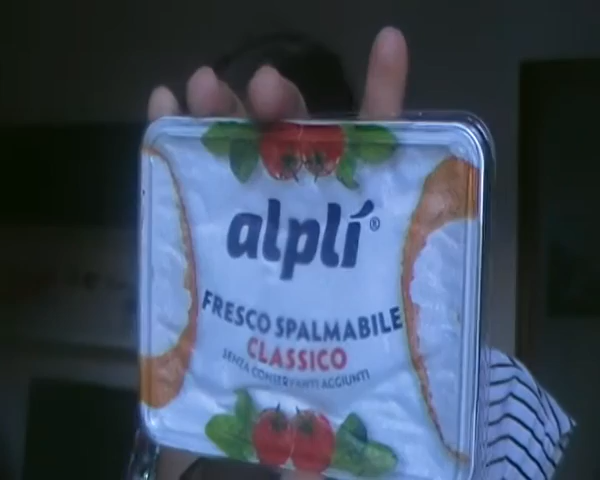 alplí®
FRESCO SPALMABILE
CLASSICO
SENZA CONSERVANTI AGGIUNTI